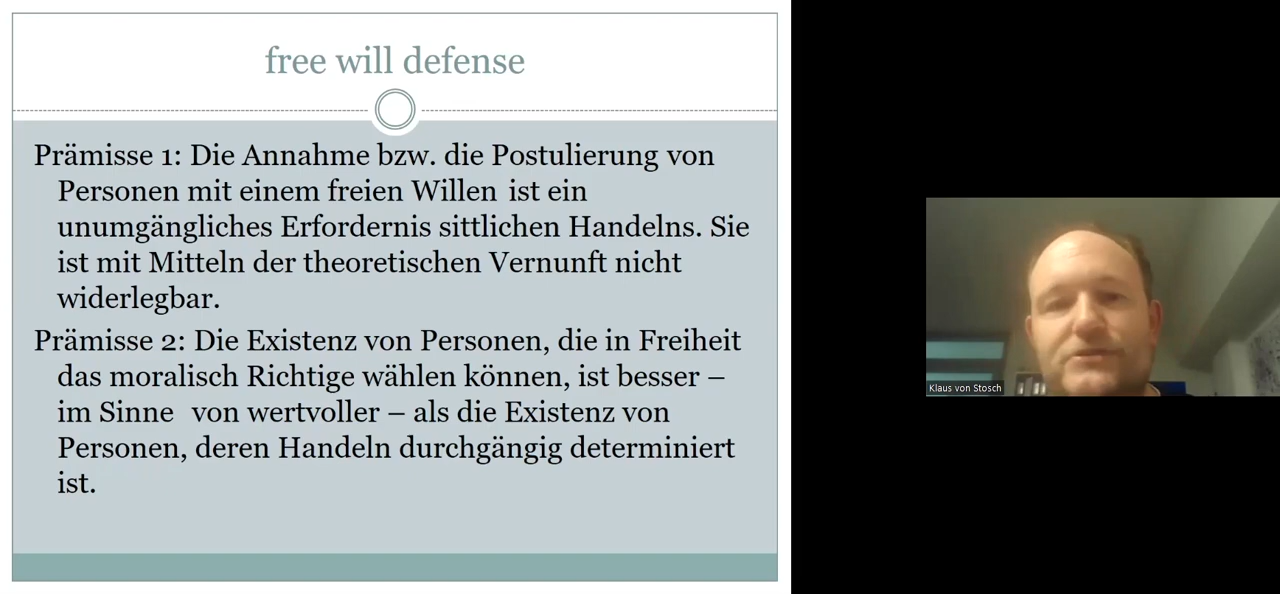 free will defense
Prämisse 1: Die Annahme bzw. die Postulierung von
Personen mit einem freien Willen ist ein
unumgängliches Erfordernis sittlichen Handelns. Sie
ist mit Mitteln der theoretischen Vernunft nicht
widerlegbar.
Prämisse 2: Die Existenz von Personen, die in Freiheit
das moralisch Richtige wählen können, ist besser –
im Sinne von wertvoller – als die Existenz von
Personen, deren Handeln durchgängig determiniert
ist.
Klaus von Stosch